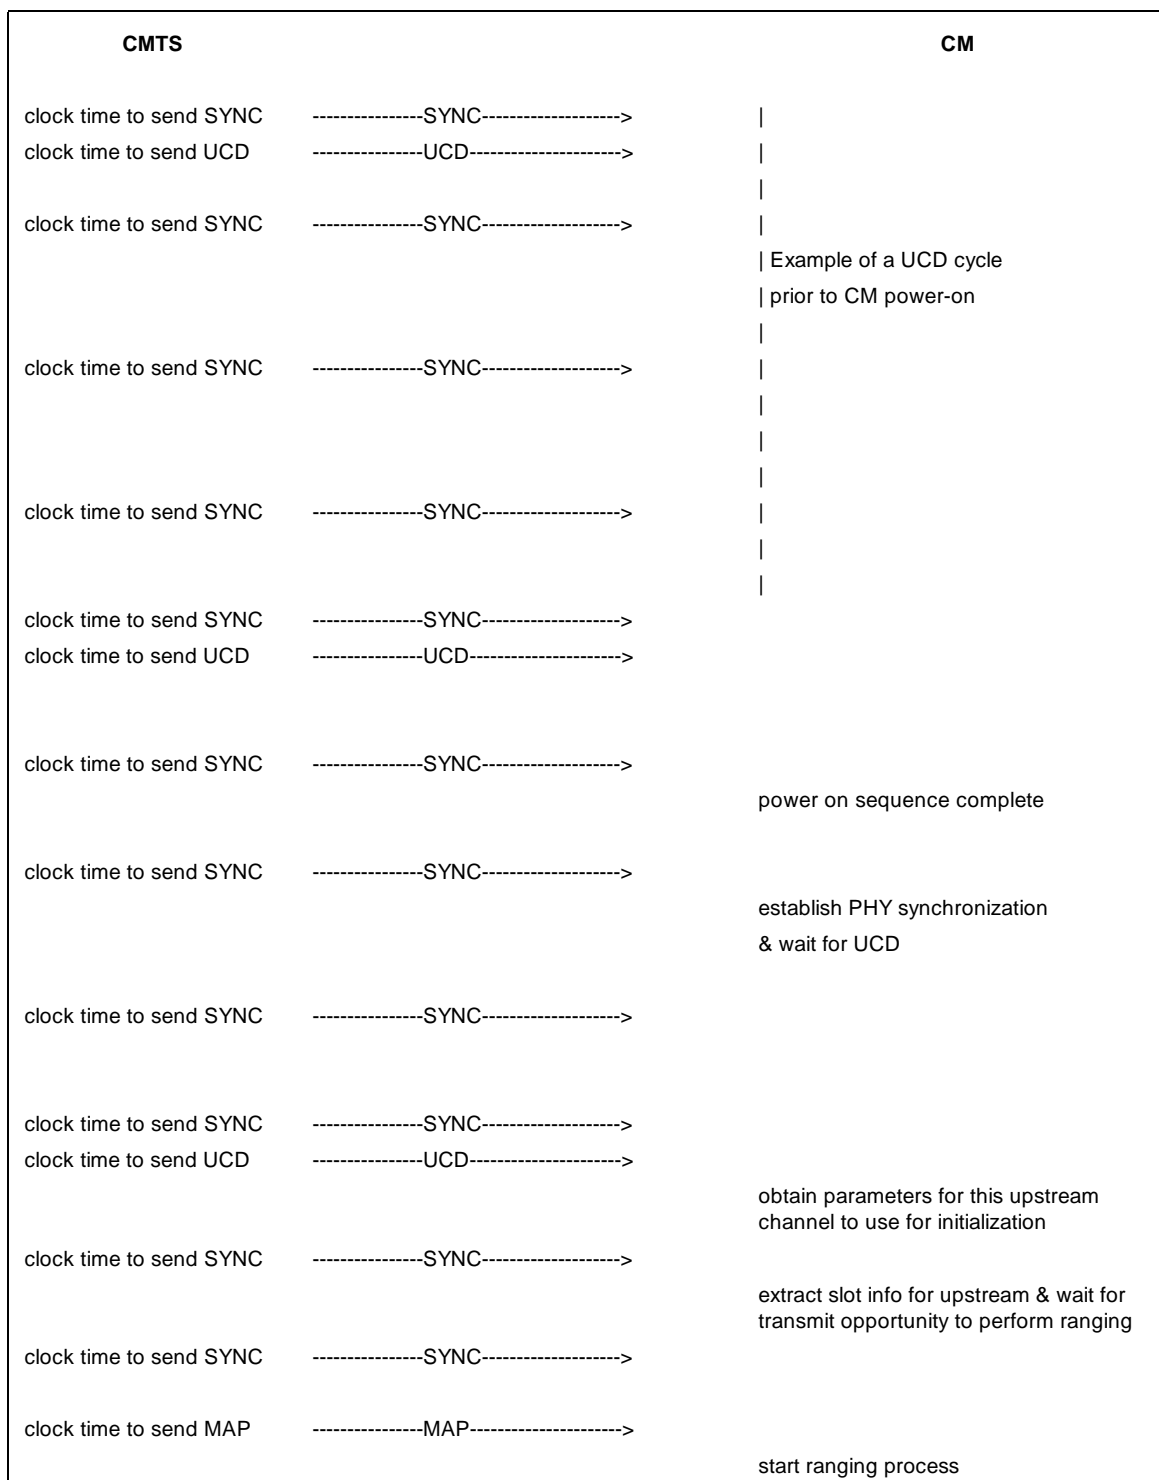 CMTS CM
clock time to send SYNC ----------------SYNC--------------------> |
clock time to send UCD ----------------UCD----------------------> |
|
clock time to send SYNC ----------------SYNC--------------------> |
| Example of a UCD cycle
| prior to CM power-on
|
clock time to send SYNC ----------------SYNC--------------------> |
|
|
|
clock time to send SYNC ----------------SYNC--------------------> |
|
|
clock time to send SYNC ----------------SYNC-------------------->
clock time to send UCD ----------------UCD---------------------->
clock time to send SYNC ----------------SYNC-------------------->
power on sequence complete
clock time to send SYNC ----------------SYNC-------------------->
establish PHY synchronization
& wait for UCD
clock time to send SYNC ----------------SYNC-------------------->
clock time to send SYNC ----------------SYNC-------------------->
clock time to send UCD ----------------UCD---------------------->
obtain parameters for this upstream
channel to use for initialization
clock time to send SYNC ----------------SYNC-------------------->
extract slot info for upstream & wait for
transmit opportunity to perform ranging
clock time to send SYNC ----------------SYNC-------------------->
clock time to send MAP ----------------MAP---------------------->
start ranging process